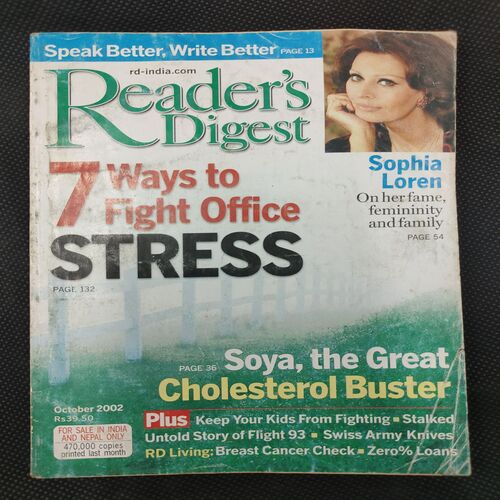 Speak Better, Write Better PAGE 13
rd-india.com
Reader's
Digest
Sophia
Loren
On her fame,
femininity
and family
PAGE 54
7 Ways to
Fight Office
STRESS
PAGE 132
PAGE 36 Soya, the Great
Cholesterol Buster
October 2002
Rs39.50
FOR SALE IN INDIA
AND NEPAL ONLY
470,000 copies
printed last month
Plus Keep Your Kids From Fighting ▪ Stalked
Untold Story of Flight 93 ▪ Swiss Army Knives
RD Living: Breast Cancer Check ▪ Zero% Loans